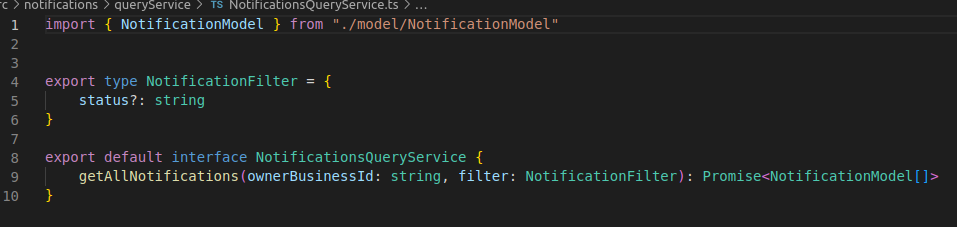 rc > notifications > queryService > TS NotificationsQueryService.ts > ...
1 import { NotificationModel } from "./model/NotificationModel"
2
3
4 export type NotificationFilter = {
5 status?: string
6 }
7
8 export default interface NotificationsQueryService {
9 getAllNotifications(ownerBusinessId: string, filter: NotificationFilter): Promise<NotificationModel[]>
10 }